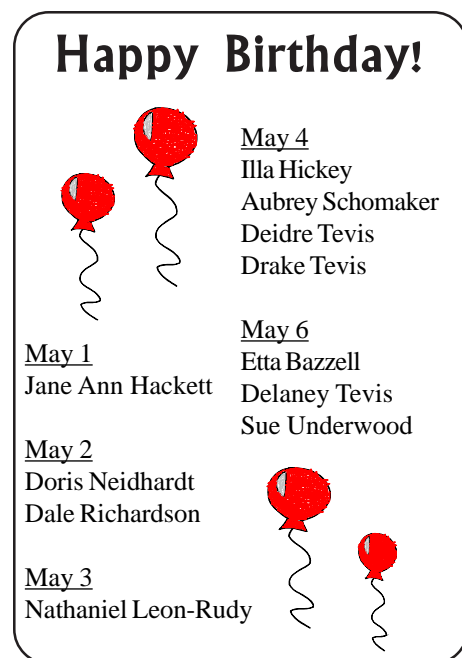 Happy Birthday!
May 1
Jane Ann Hackett
May 2
Doris Neidhardt
Dale Richardson
May 3
Nathaniel Leon-Rudy
May 4
Illa Hickey
Aubrey Schomaker
Deidre Tevis
Drake Tevis
May 6
Etta Bazzell
Delaney Tevis
Sue Underwood